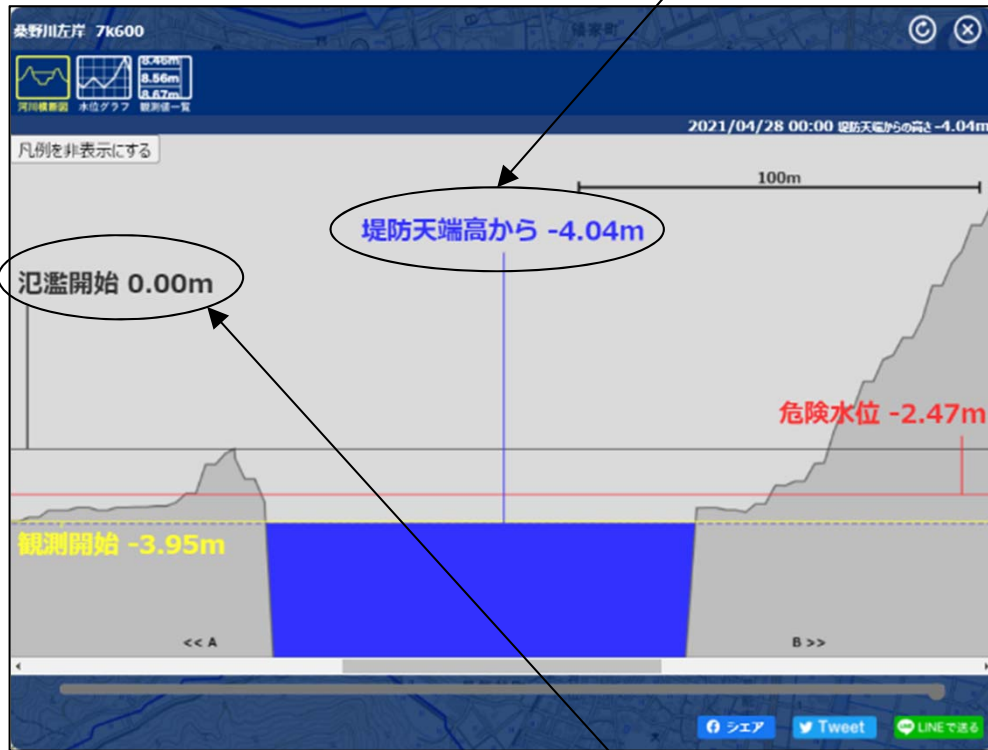 桑野川左岸 7k600
8.46m
8.56m
8.67m
河川横断図 水位グラフ 観測値一覧
2021/04/28 00:00 堤防天端からの高さ -4.04m
凡例を非表示にする
100m
堤防天端高から -4.04m
氾濫開始 0.00m
危険水位 -2.47m
観測開始 -3.95m
<< A
B >>
シェア
Tweet
LINEで送る